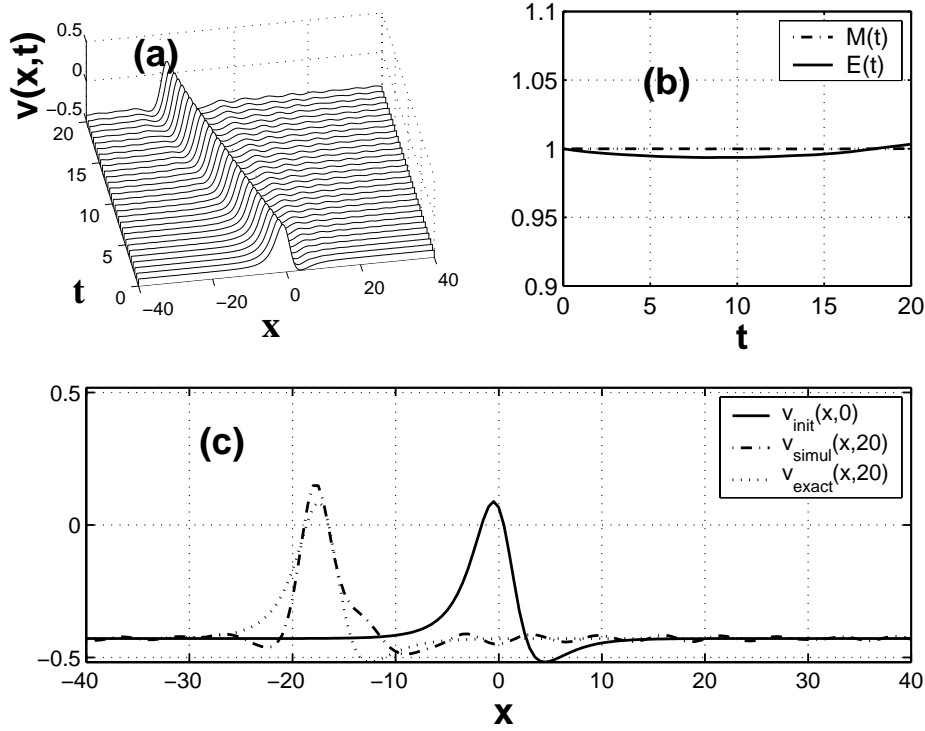 (a)
v(x,t)
0.5
0
−0.5
20
15
10
5
0
t
−40
−20
0
20
40
x
(b)
M(t)
E(t)
1.1
1.05
1
0.95
0.9
0
5
10
15
20
t
(c)
v_init(x,0)
v_simul(x,20)
v_exact(x,20)
0.5
0
−0.5
−40
−30
−20
−10
0
10
20
30
40
x